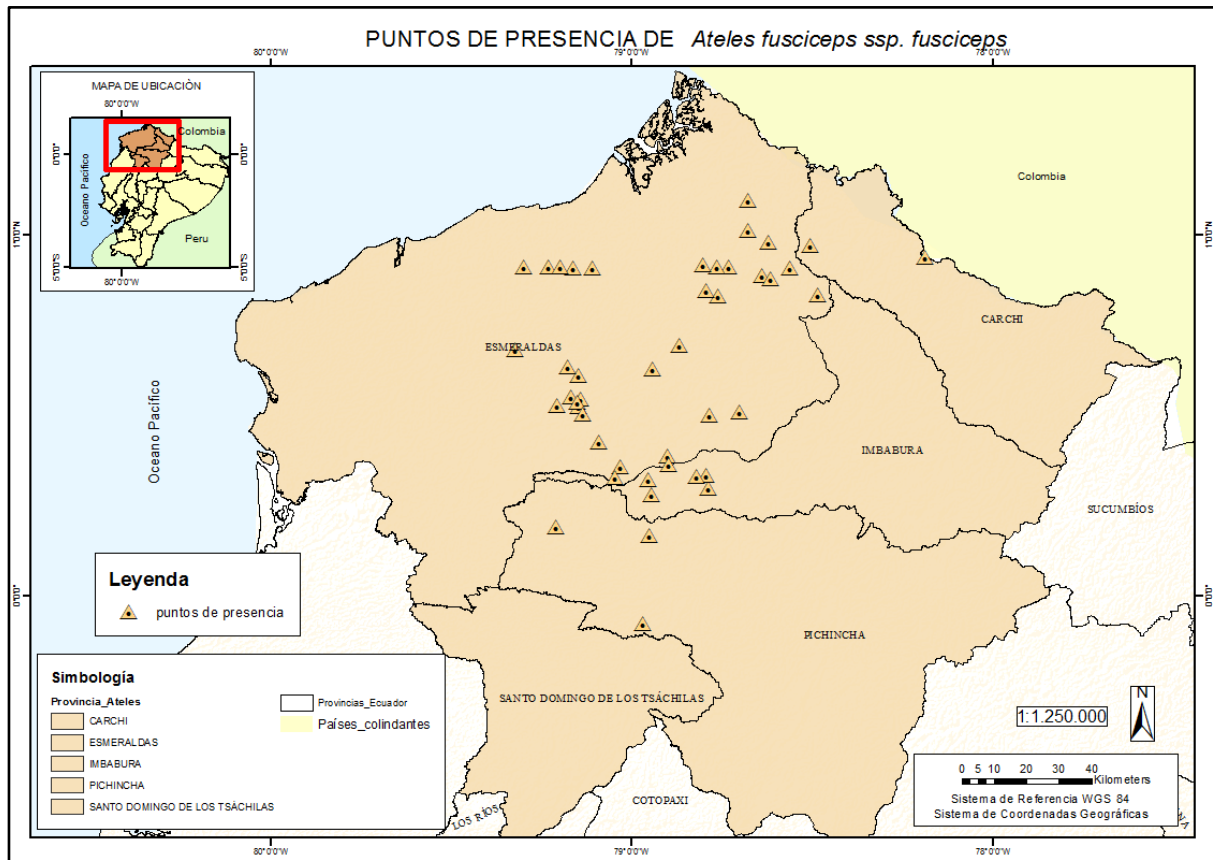 PUNTOS DE PRESENCIA DE Ateles fusciceps ssp. fusciceps
80°0'0"W
79°0'0"W
78°0'0"W
MAPA DE UBICACIÒN
80°0'0"W
Colombia
0°0'0"
0°0'0"
Oceano Pacífico
Peru
5°0'0"S
5°0'0"S
80°0'0"W
Colombia
1°0'0"N
1°0'0"N
CARCHI
ESMERALDAS
Oceano Pacífico
IMBABURA
SUCUMBÍOS
Leyenda
puntos de presencia
0°0'0"
0°0'0"
PICHINCHA
SANTO DOMINGO DE LOS TSÁCHILAS
Simbología
Provincia_Ateles
CARCHI
ESMERALDAS
IMBABURA
PICHINCHA
SANTO DOMINGO DE LOS TSÁCHILAS
Provincias_Ecuador
Países_colindantes
N
1:1.250.000
0 5 10 20 30 40
Kilometers
Sistema de Referencia WGS 84
Sistema de Coordenadas Geográficas
COTOPAXI
LOS RÍOS
80°0'0"W
79°0'0"W
78°0'0"W